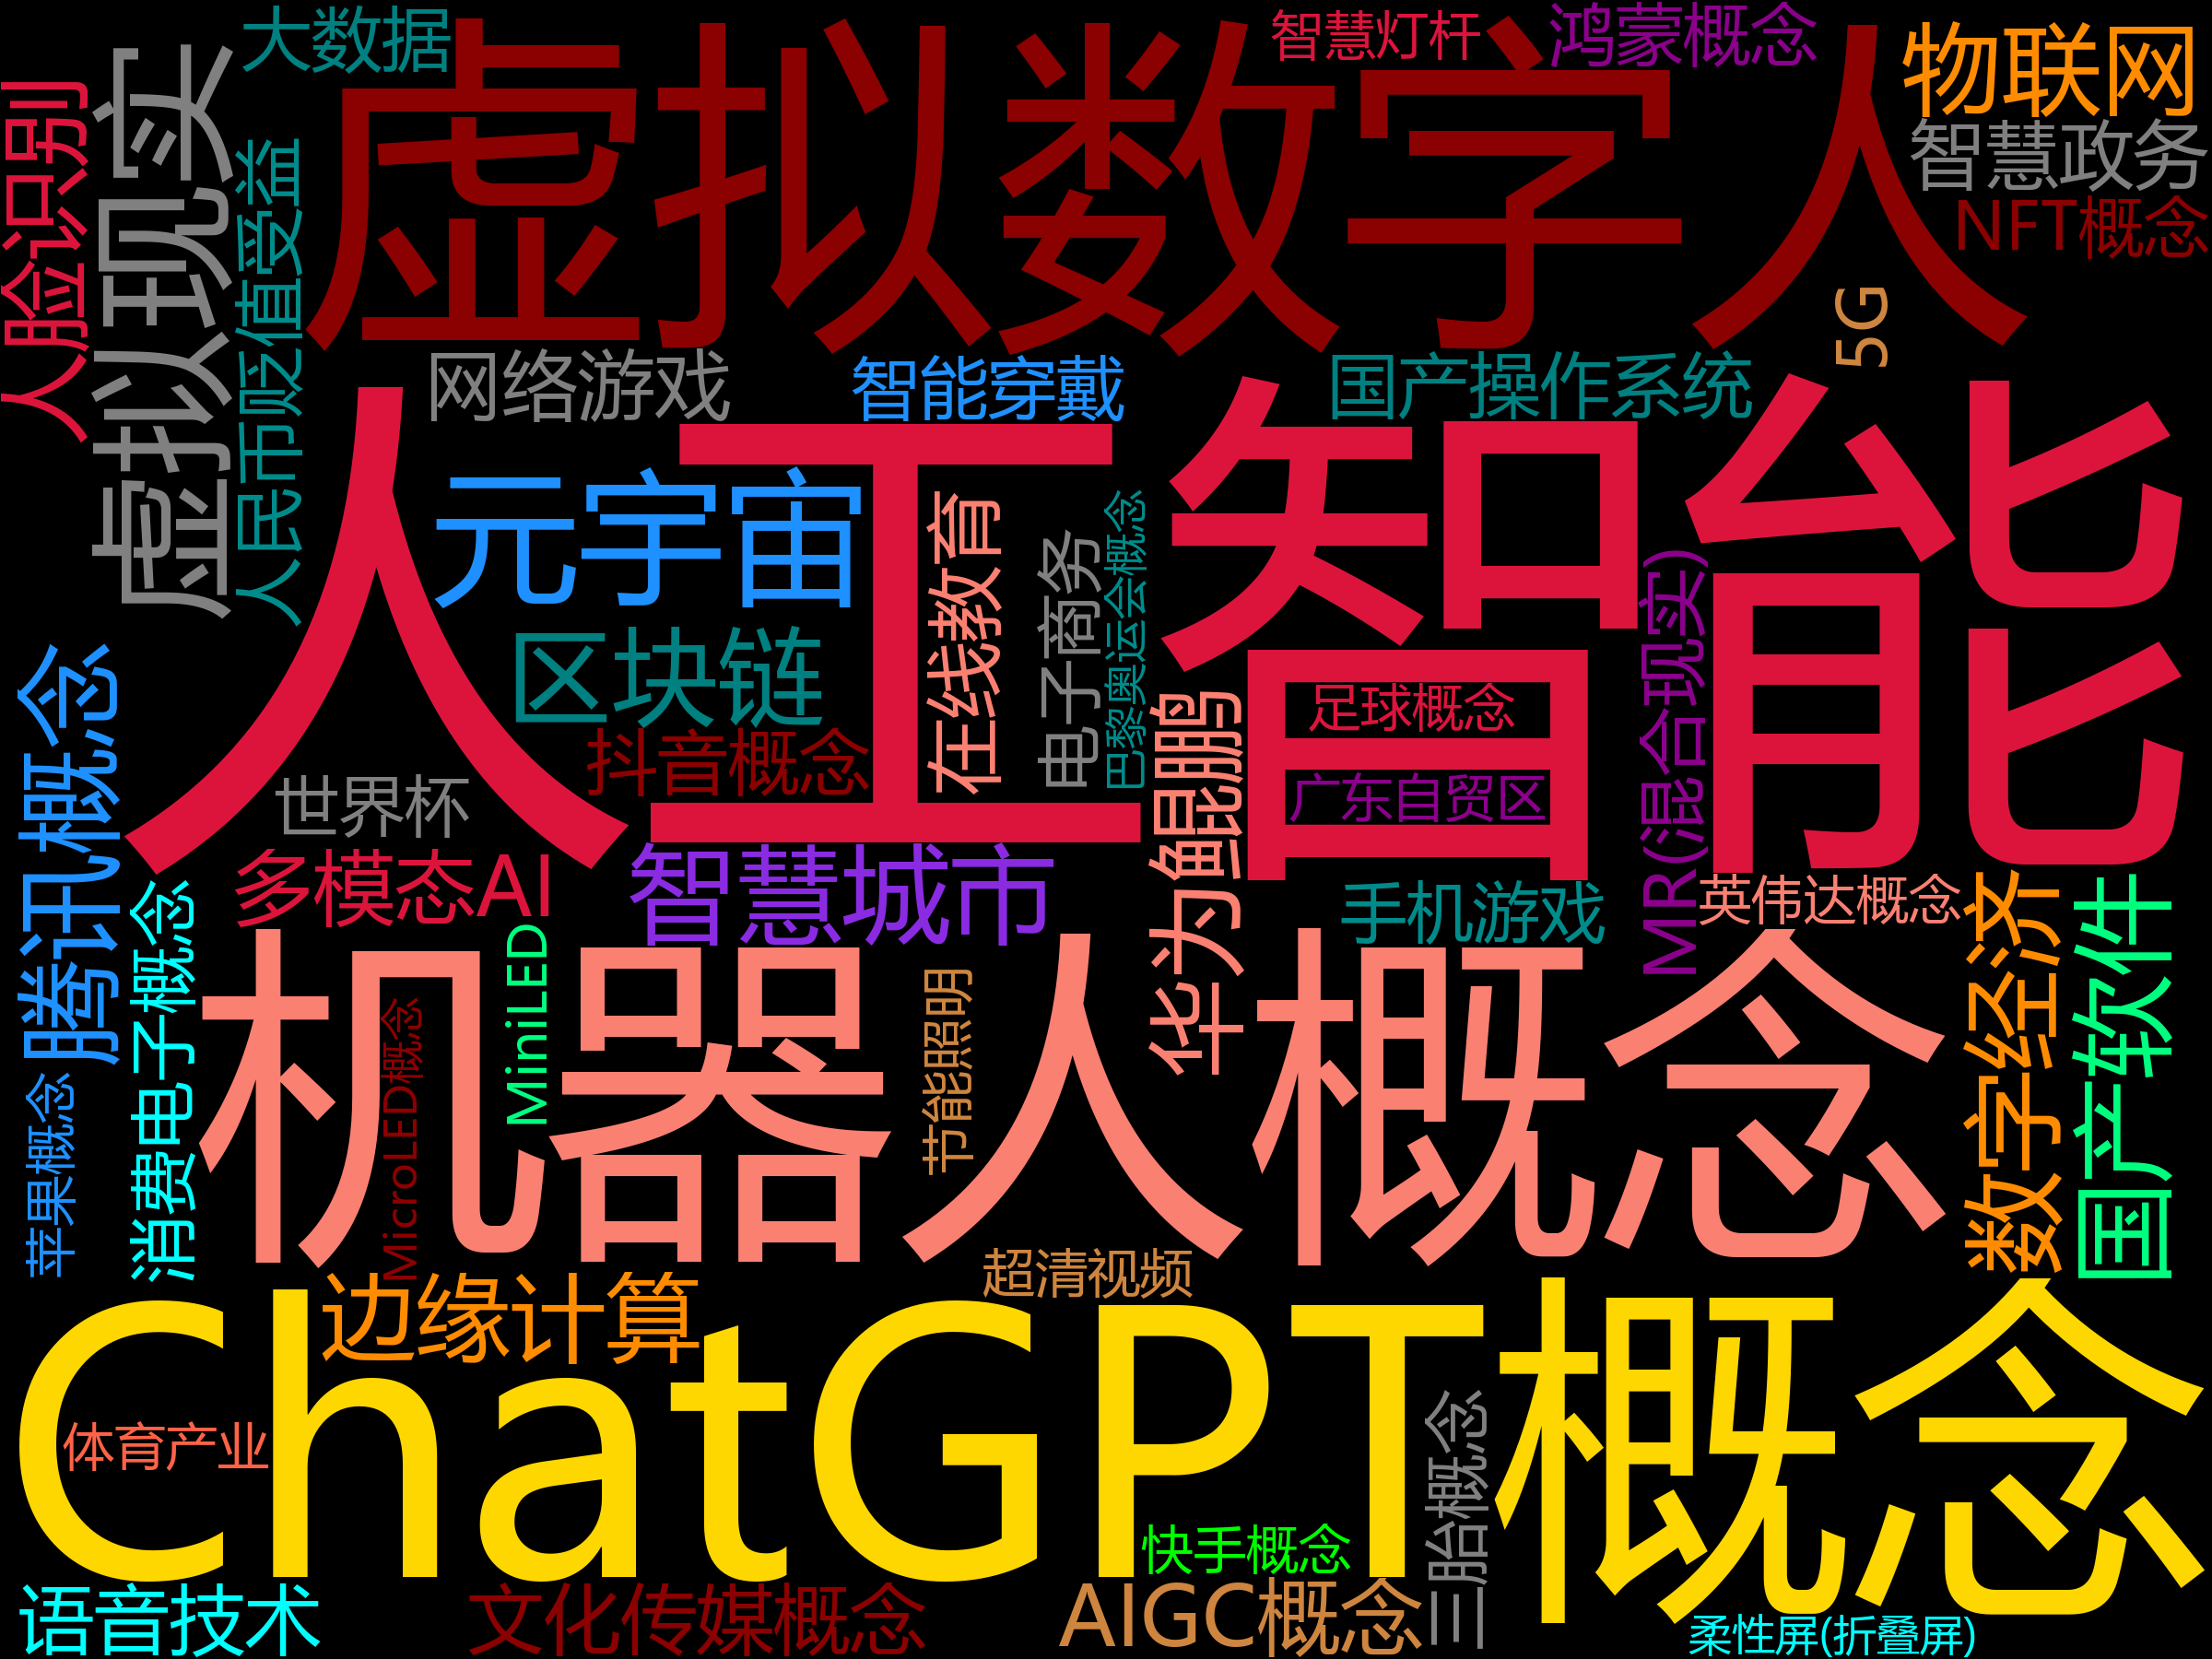 大数据
智慧灯杆
鸿蒙概念
物联网
虚拟数字人
智慧政务
NFT概念
人脸识别
虚拟现实
人民币贬值受益
5G
网络游戏
智能穿戴
国产操作系统
人工智能
元宇宙
在线教育
电子商务
巴黎奥运会概念
区块链
抖音概念
足球概念
广东自贸区
MR(混合现实)
华为鲲鹏
腾讯概念
世界杯
多模态AI
智慧城市
手机游戏
英伟达概念
消费电子概念
苹果概念
MicroLED概念
MiniLED
节能照明
机器人概念
数字经济
国产软件
超清视频
边缘计算
ChatGPT概念
体育产业
三胎概念
快手概念
语音技术
文化传媒概念
AIGC概念
柔性屏(折叠屏)